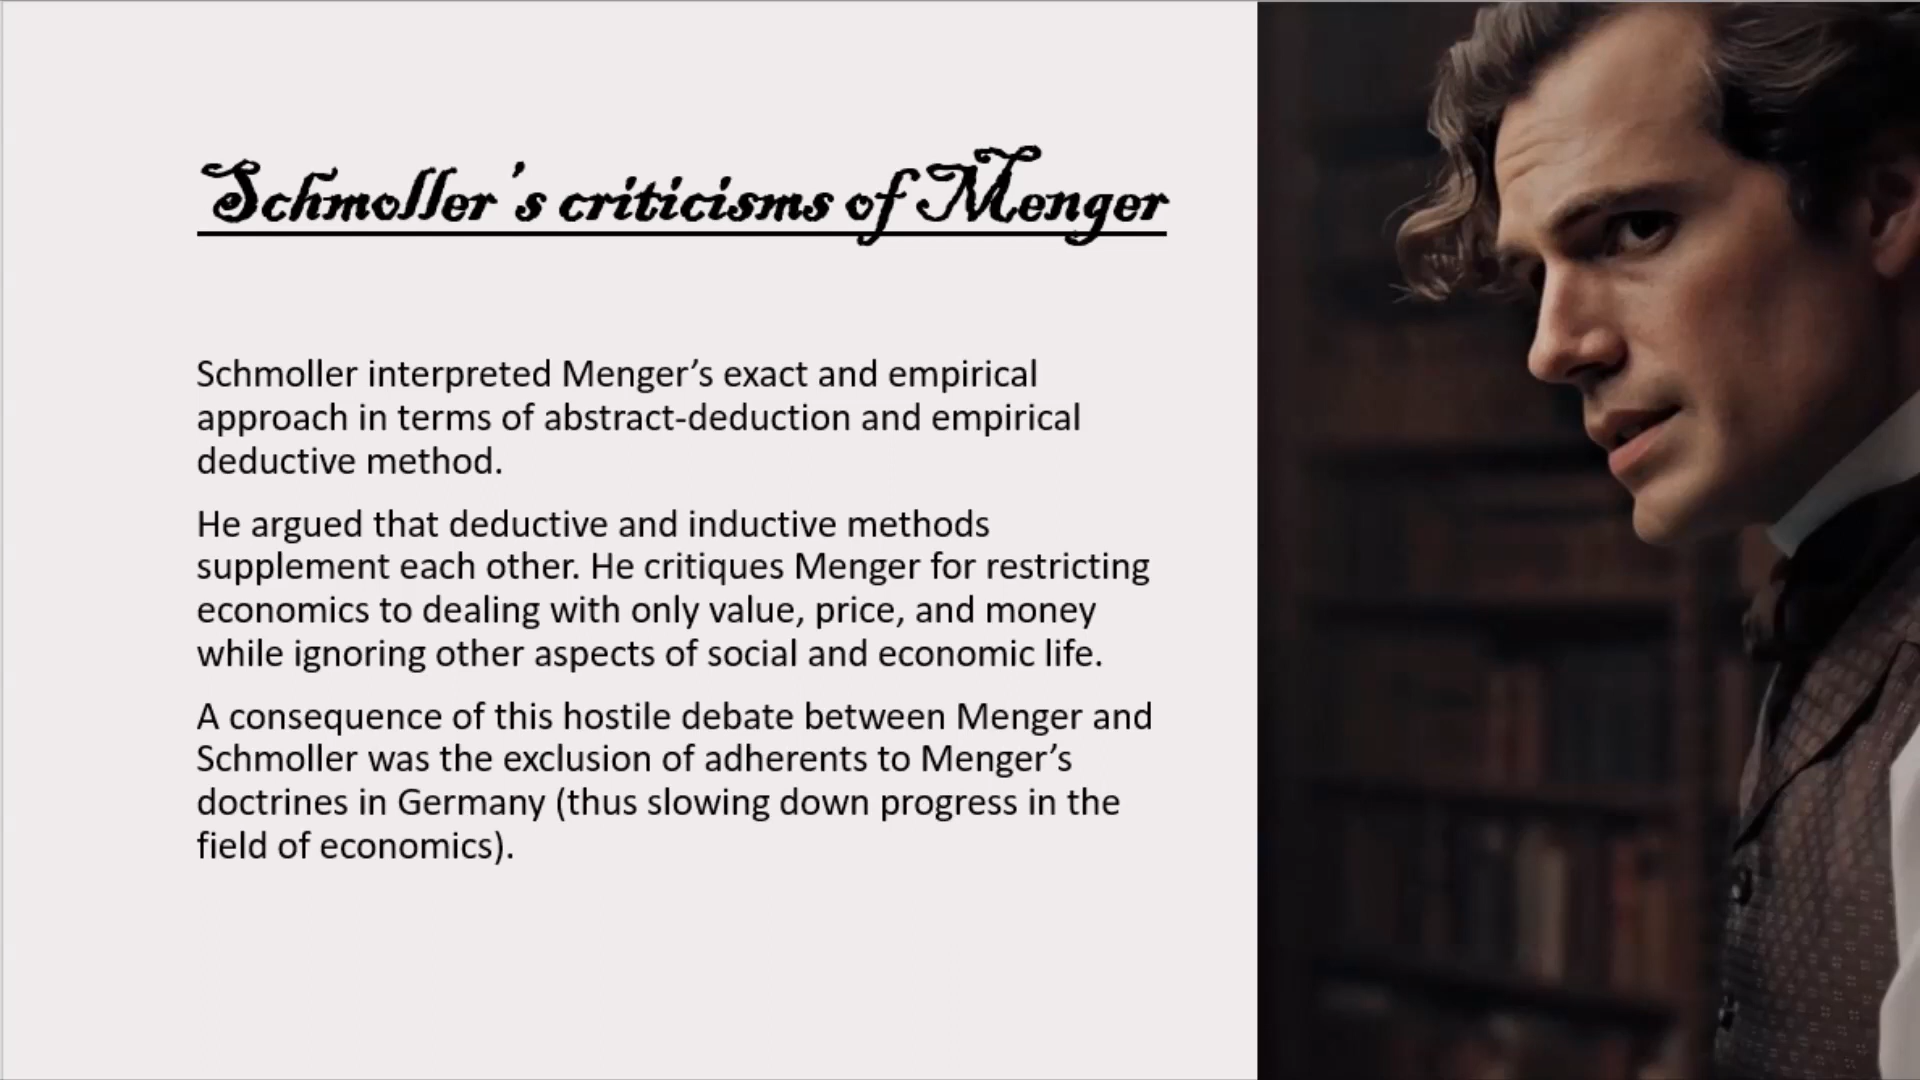 Schmoller's criticisms of Menger
Schmoller interpreted Menger’s exact and empirical
approach in terms of abstract-deduction and empirical
deductive method.
He argued that deductive and inductive methods
supplement each other. He critiques Menger for restricting
economics to dealing with only value, price, and money
while ignoring other aspects of social and economic life.
A consequence of this hostile debate between Menger and
Schmoller was the exclusion of adherents to Menger’s
doctrines in Germany (thus slowing down progress in the
field of economics).